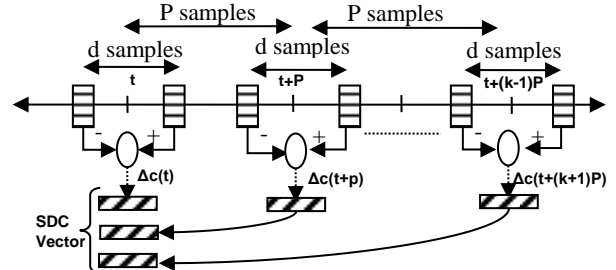 P samples P samples
d samples d samples d samples
t t+P t+(k-1)P
- + - + - +
Δc(t) Δc(t+p) Δc(t+(k+1)P)
SDC
Vector